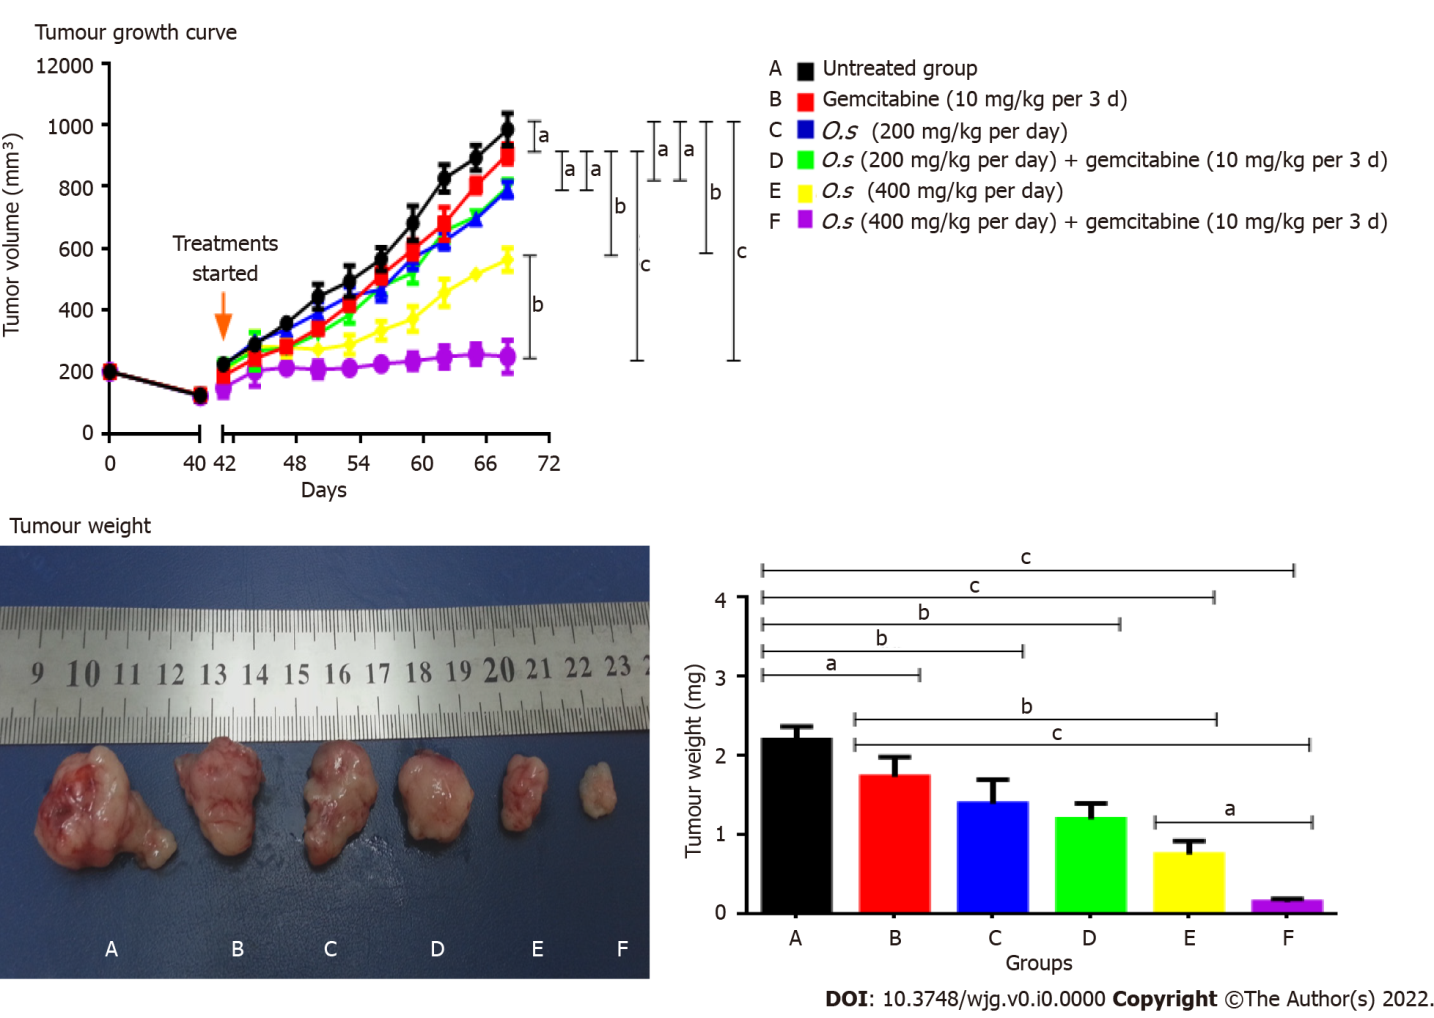 Tumour growth curve
Tumor volume (mm³)
12000
1000
800
600
400
200
0
Treatments
started
0 40 42 48 54 60 66 72
Days
a
a a
b
c
b
a a
b
c
A Untreated group
B Gemcitabine (10 mg/kg per 3 d)
C O.s (200 mg/kg per day)
D O.s (200 mg/kg per day) + gemcitabine (10 mg/kg per 3 d)
E O.s (400 mg/kg per day)
F O.s (400 mg/kg per day) + gemcitabine (10 mg/kg per 3 d)
Tumour weight
9 10 11 12 13 14 15 16 17 18 19 20 21 22 23
A B C D E F
Tumour weight (mg)
4
3
2
1
0
c
c
b
b
a
b
c
a
A B C D E F
Groups
DOI: 10.3748/wjg.v0.i0.0000 Copyright ©The Author(s) 2022.